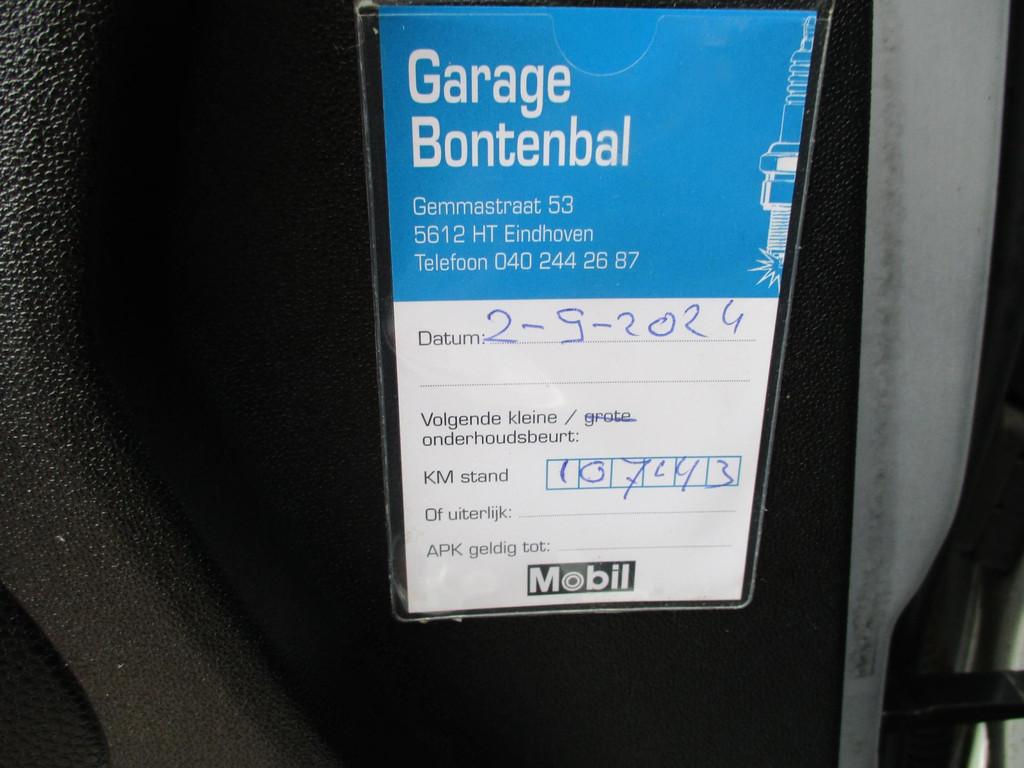 Garage
Bontenbal
Gemmastraat 53
5612 HT Eindhoven
Telefoon 040 244 26 87
Datum: 2-9-2024
Volgende kleine / grote
onderhoudsbeurt:
KM stand
Of uiterlijk:
APK geldig tot:
Mobil